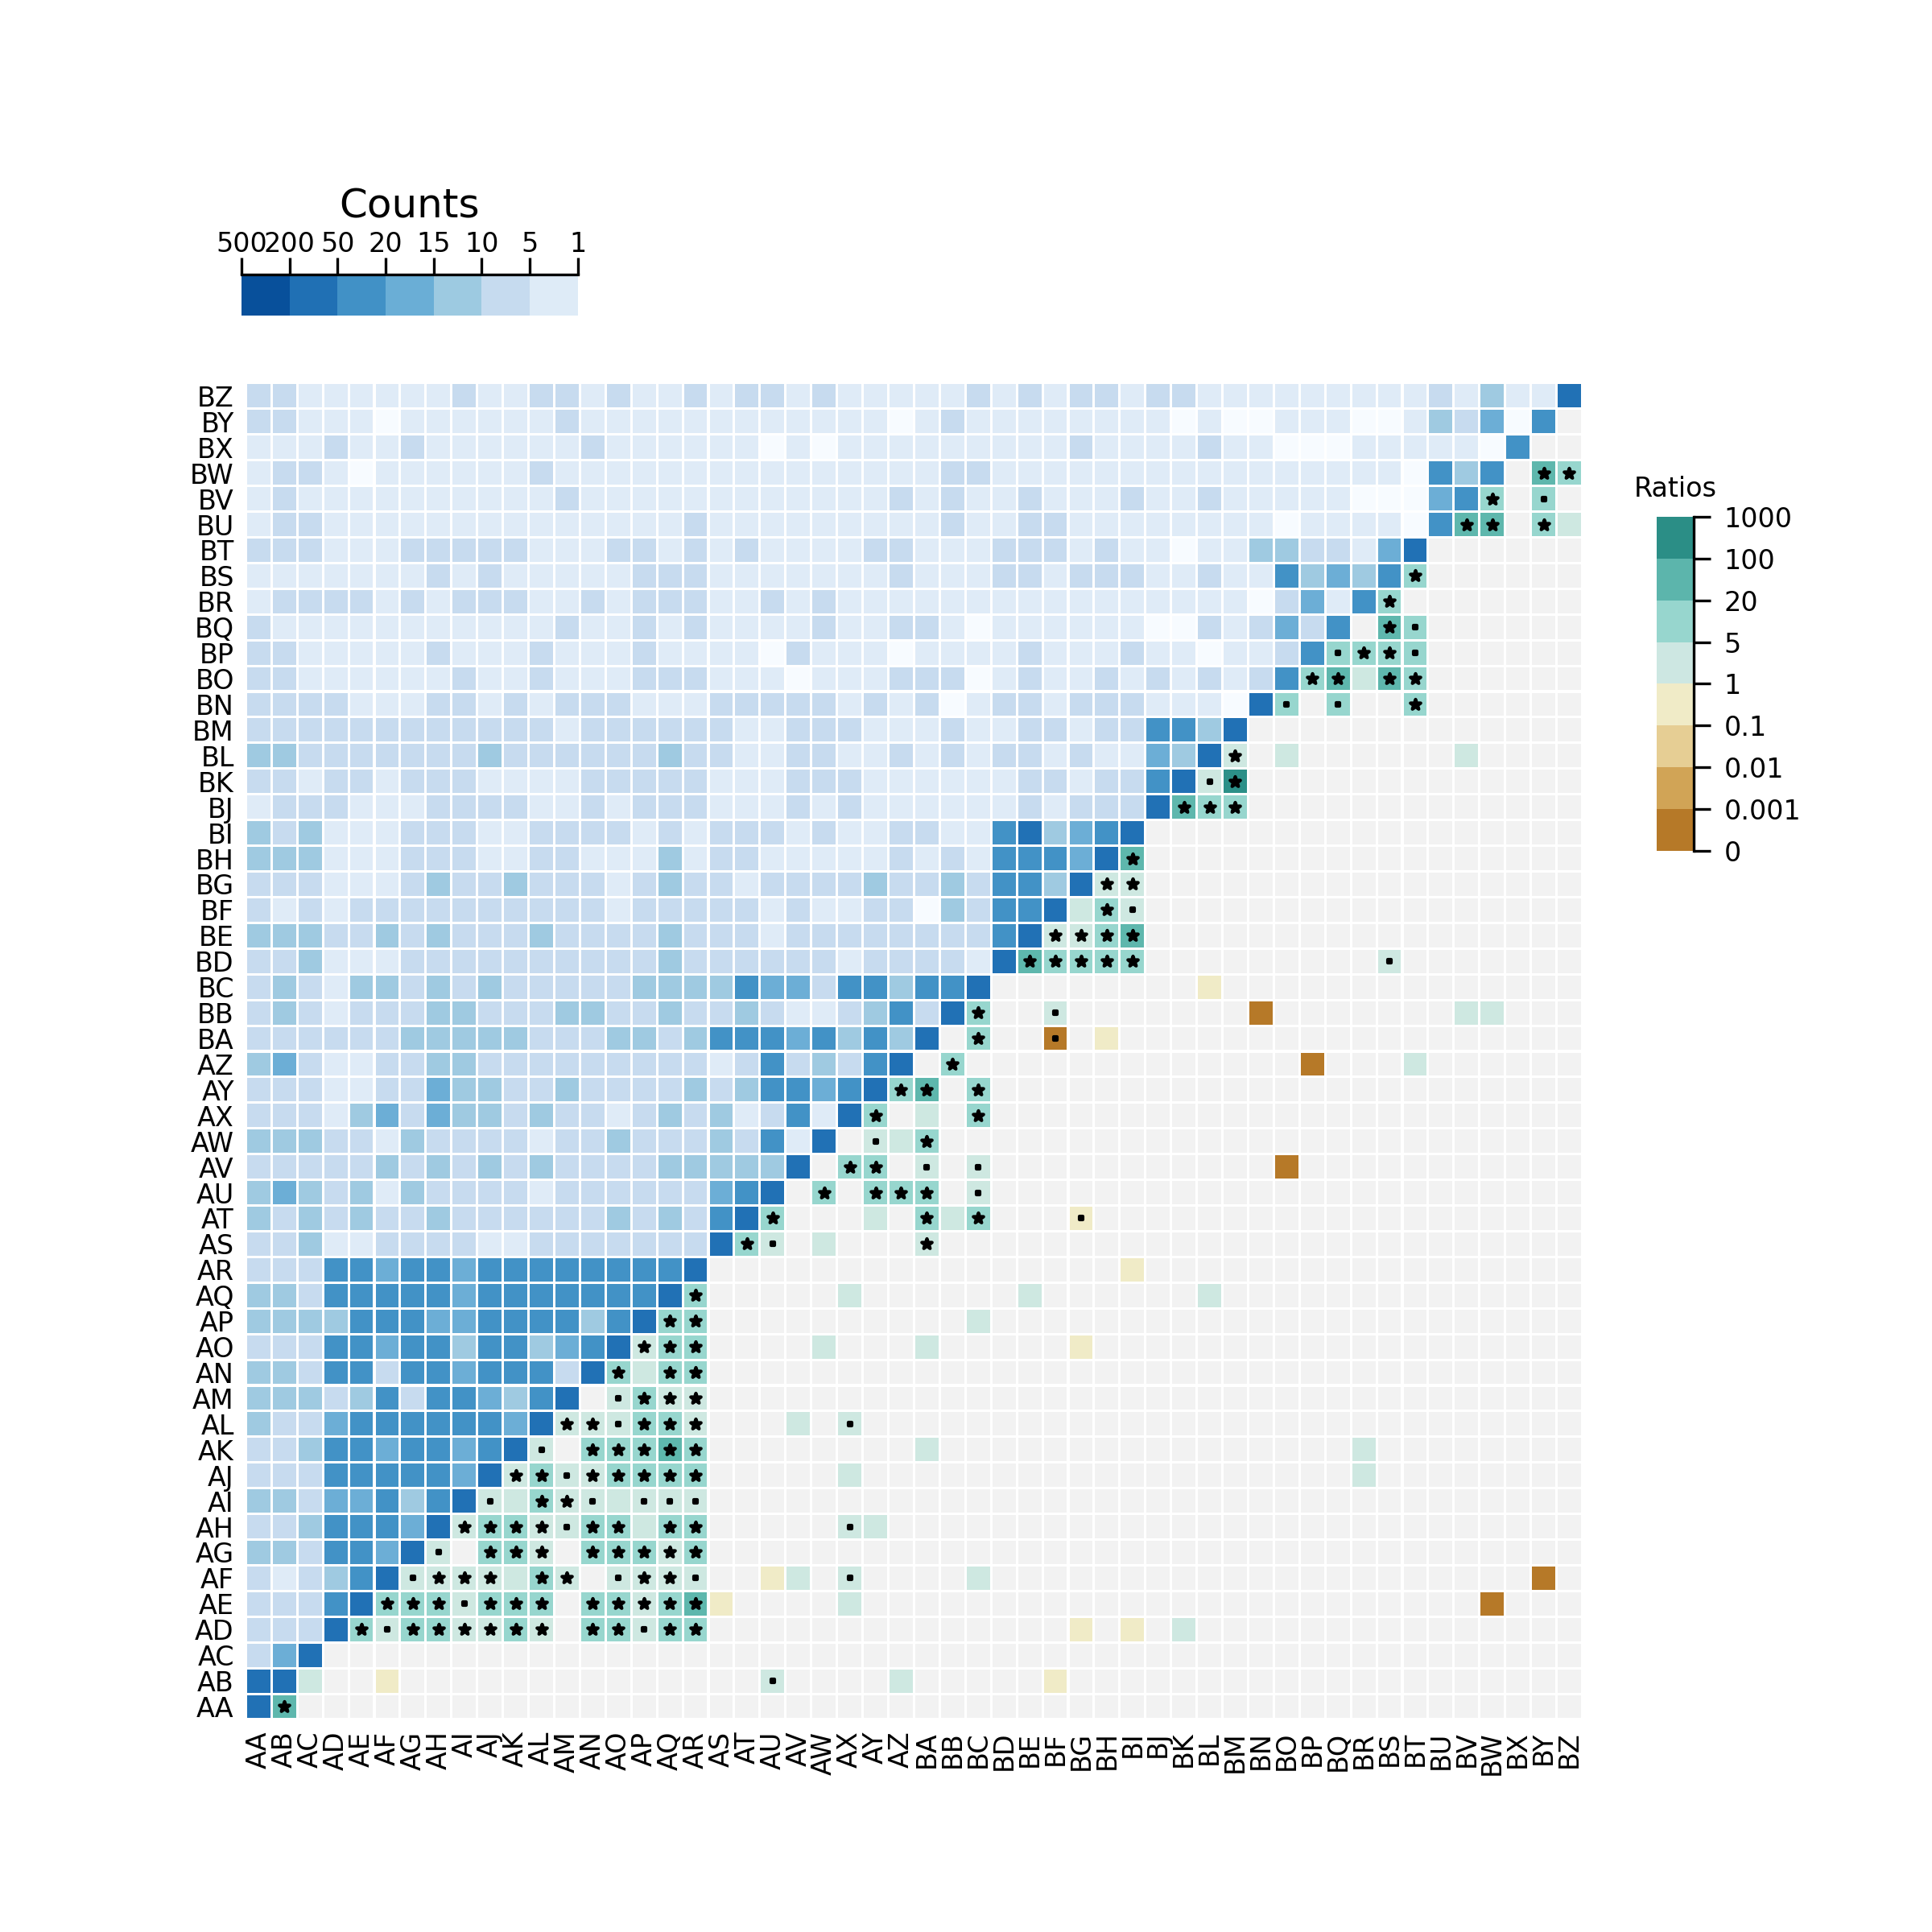 Counts
500 200 50 20 15 10 5 1
BZ
BY
BX
BW
BV
BU
BT
BS
BR
BQ
BP
BO
BN
BM
BL
BK
BJ
BI
BH
BG
BF
BE
BD
BC
BB
BA
AZ
AY
AX
AW
AV
AU
AT
AS
AR
AQ
AP
AO
AN
AM
AL
AK
AJ
AI
AH
AG
AF
AE
AD
AC
AB
AA
AA AB AC AD AE AF AG AH AI AJ AK AL AM AN AO AP AQ AR AS AT AU AV AW AX AY AZ BA BB BC BD BE BF BG BH BI BJ BK BL BM BN BO BP BQ BR BS BT BU BV BW BX BY BZ
Ratios
1000
100
20
5
1
0.1
0.01
0.001
0